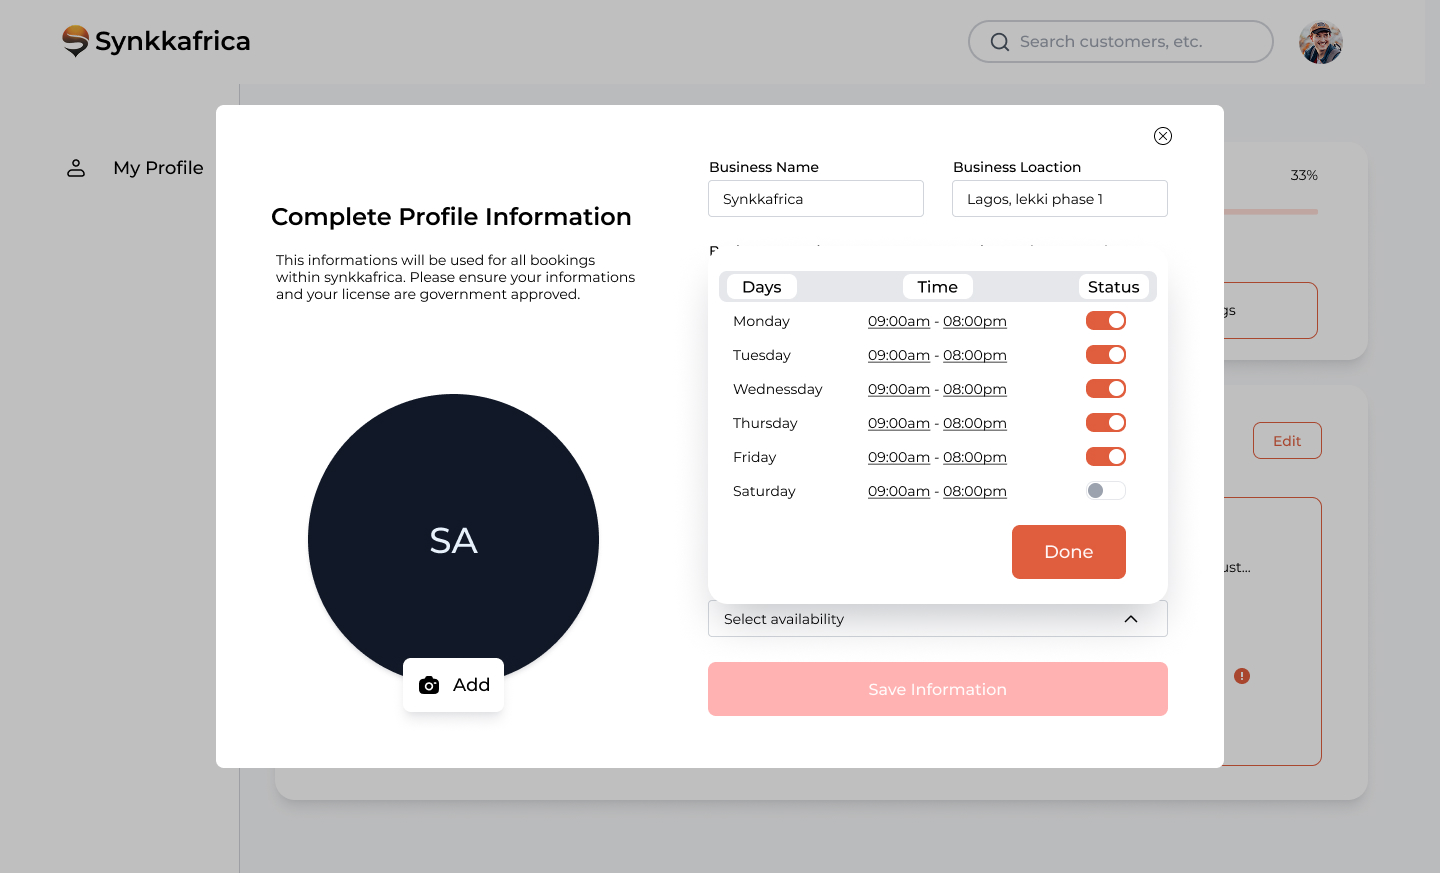 Synkkafrica
Search customers, etc.
My Profile
33%
Business Name
Business Loaction
Synkkafrica
Lagos, lekki phase 1
Complete Profile Information
This informations will be used for all bookings
within synkkafrica. Please ensure your informations
and your license are government approved.
Days Time Status
Monday 09:00am - 08:00pm
Tuesday 09:00am - 08:00pm
Wednessday 09:00am - 08:00pm
Thursday 09:00am - 08:00pm
Friday 09:00am - 08:00pm
Saturday 09:00am - 08:00pm
Edit
SA
Done
Select availability
Add
Save Information